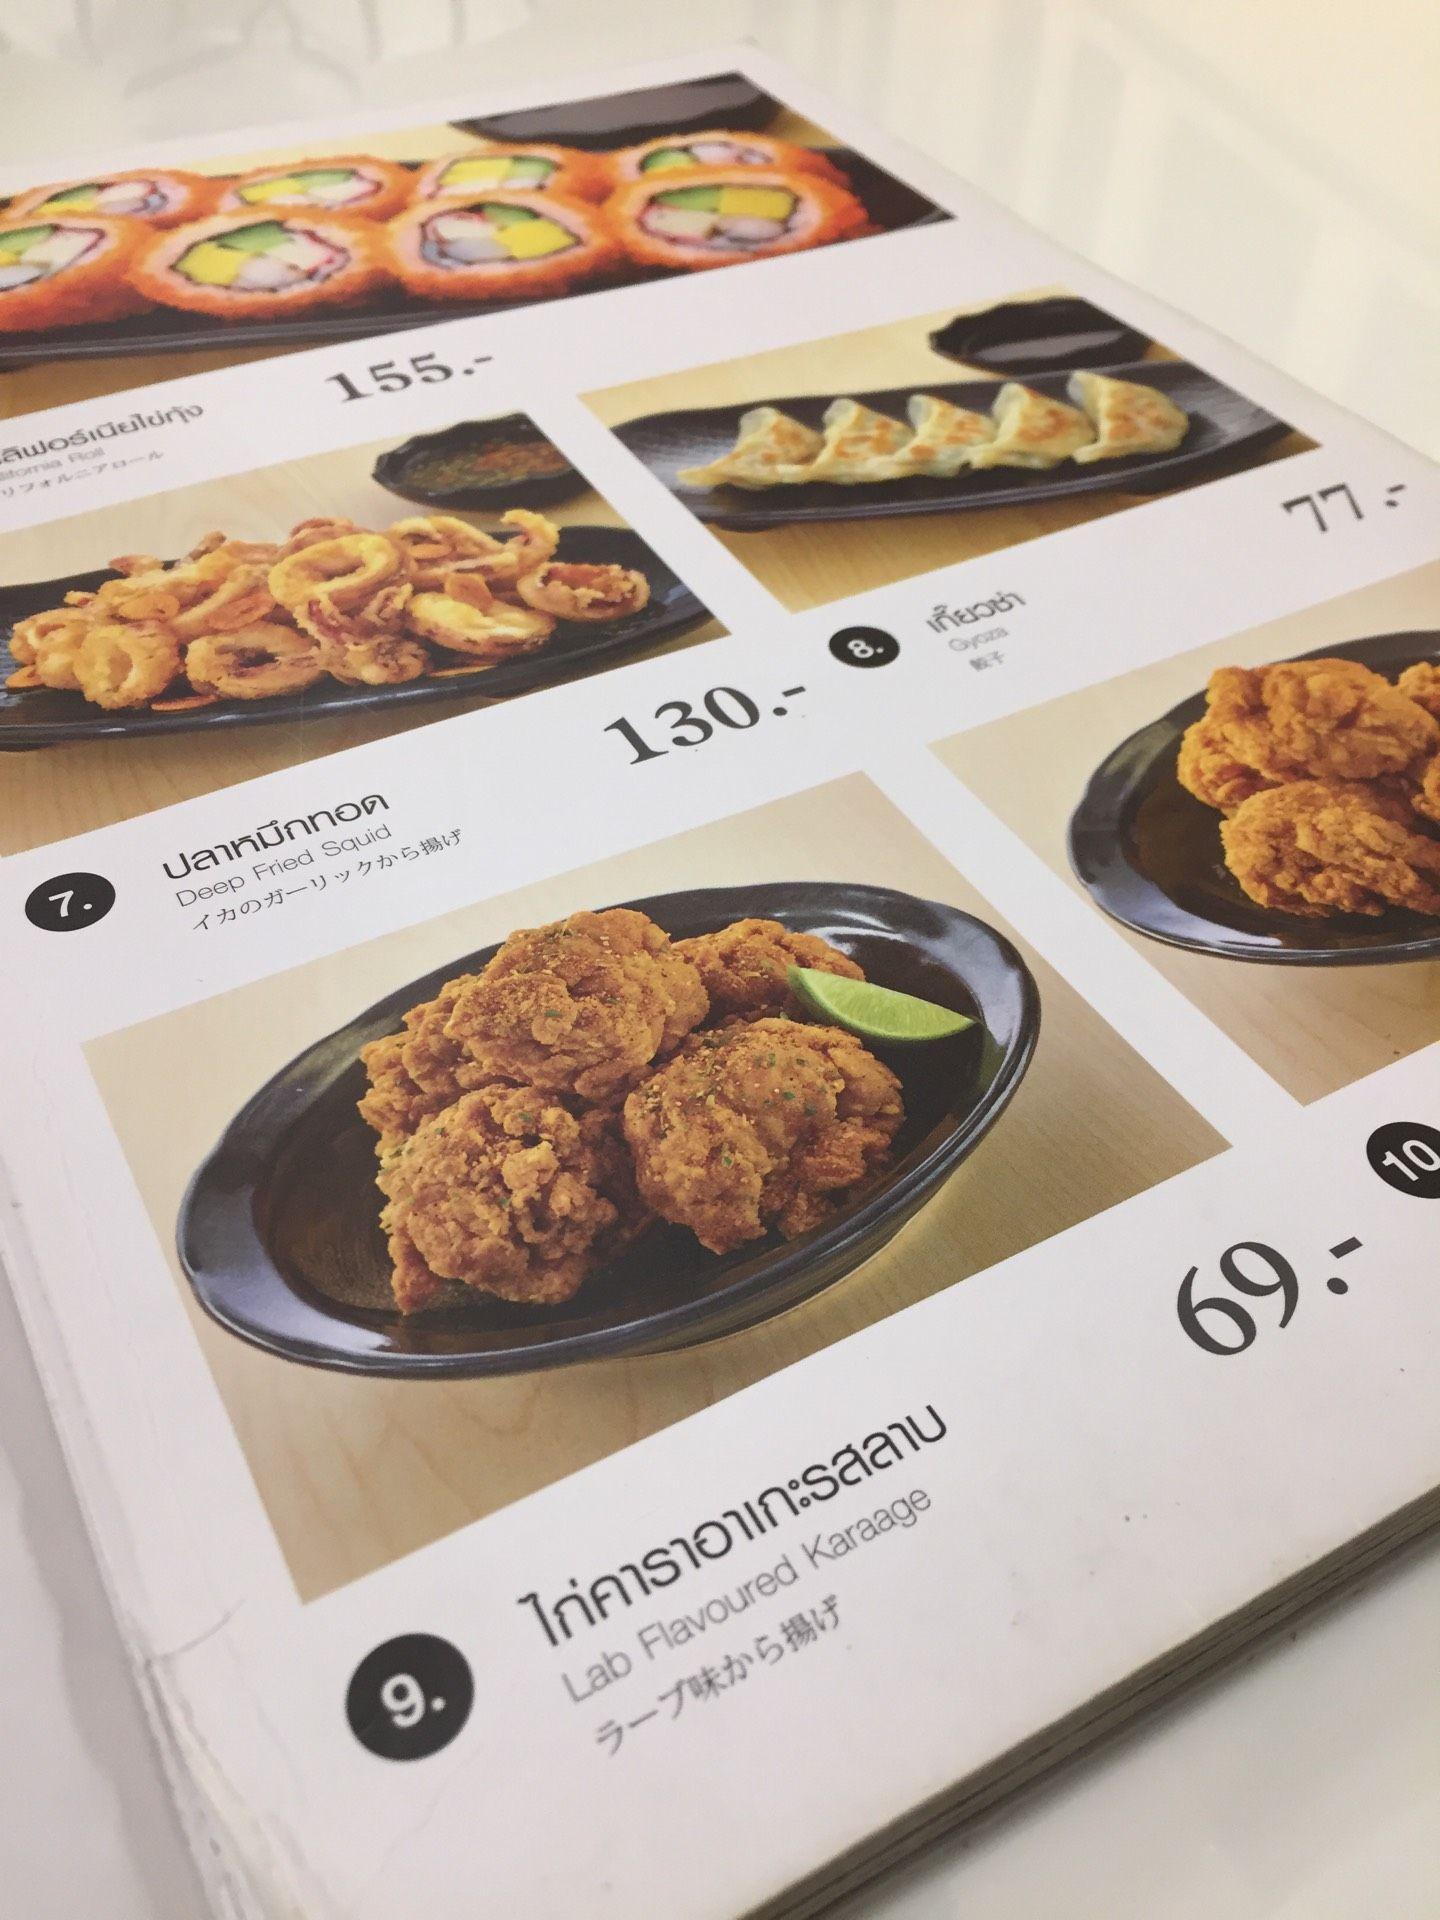 155.-
ลิฟอร์เนียไข่กุ้ง
Roll
リフォルニアロール
77.-
8.
เกี๊ยวซ่า
Gyoza
餃子
130.-
7.
ปลาหมึกทอด
Deep Fried Squid
イカのガーリックから揚げ
10
69.-
9.
ไก่คาราอาเกะรสลาบ
Lab Flavoured Karaage
ラープ味から揚げ